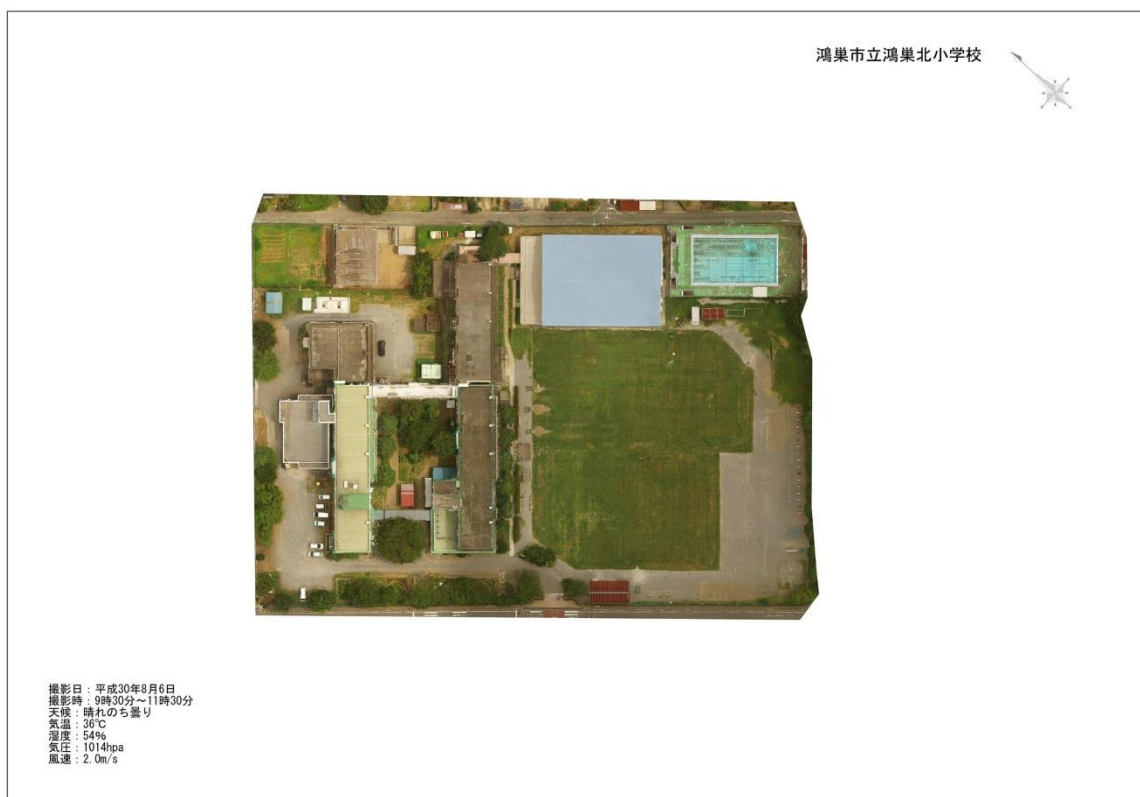 鴻巣市立鴻巣北小学校
撮影日：平成30年8月6日
撮影時：9時30分～11時30分
天候：晴れのち曇り
気温：36℃
湿度：54%
気圧：1014hpa
風速：2.0m/s